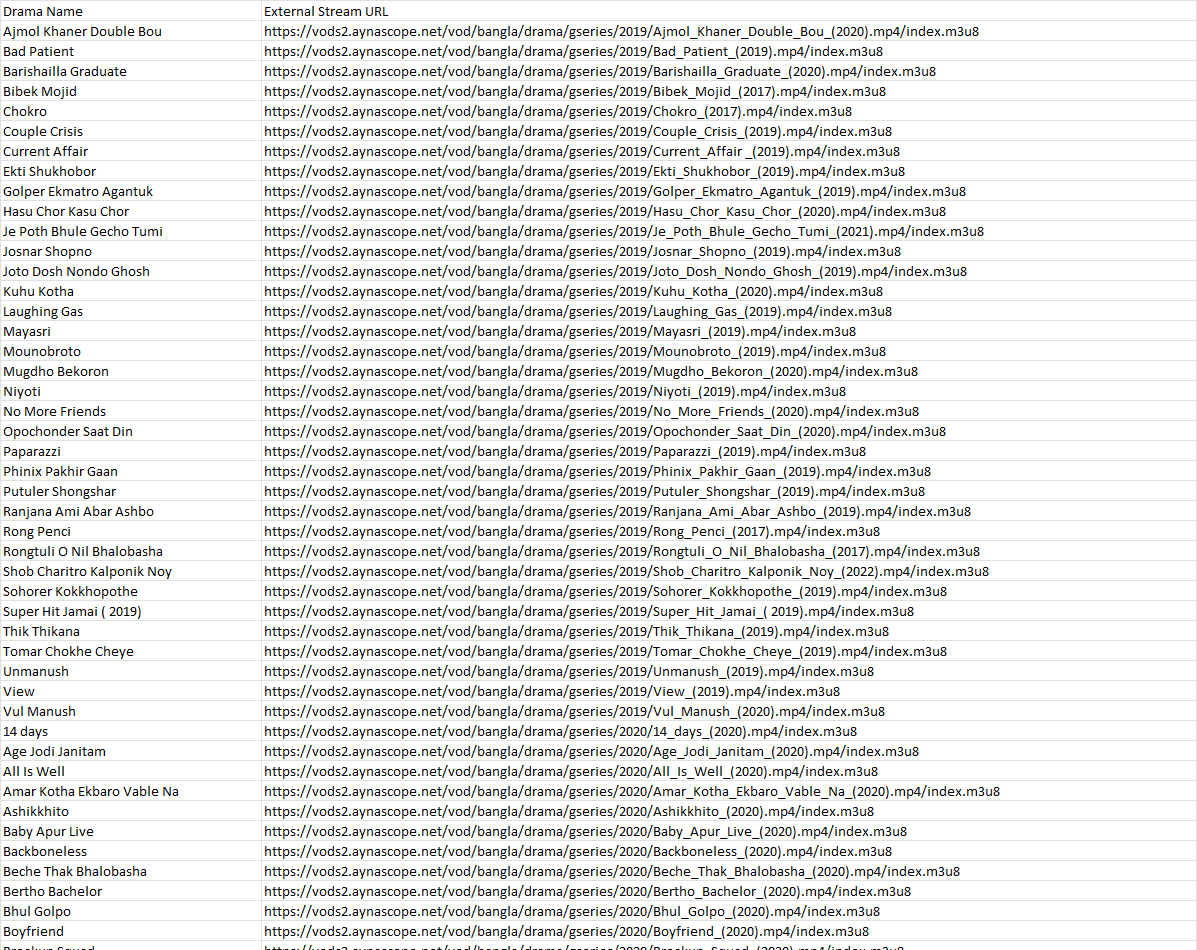 Drama Name External Stream URL
Ajmol Khaner Double Bou https://vods2.aynascope.net/vod/bangla/drama/gseries/2019/Ajmol_Khaner_Double_Bou_(2020).mp4/index.m3u8
Bad Patient https://vods2.aynascope.net/vod/bangla/drama/gseries/2019/Bad_Patient_(2019).mp4/index.m3u8
Barishailla Graduate https://vods2.aynascope.net/vod/bangla/drama/gseries/2019/Barishailla_Graduate_(2020).mp4/index.m3u8
Bibek Mojid https://vods2.aynascope.net/vod/bangla/drama/gseries/2019/Bibek_Mojid_(2017).mp4/index.m3u8
Chokro https://vods2.aynascope.net/vod/bangla/drama/gseries/2019/Chokro_(2017).mp4/index.m3u8
Couple Crisis https://vods2.aynascope.net/vod/bangla/drama/gseries/2019/Couple_Crisis_(2019).mp4/index.m3u8
Current Affair https://vods2.aynascope.net/vod/bangla/drama/gseries/2019/Current_Affair _(2019).mp4/index.m3u8
Ekti Shukhobor https://vods2.aynascope.net/vod/bangla/drama/gseries/2019/Ekti_Shukhobor_(2019).mp4/index.m3u8
Golper Ekmatro Agantuk https://vods2.aynascope.net/vod/bangla/drama/gseries/2019/Golper_Ekmatro_Agantuk_(2019).mp4/index.m3u8
Hasu Chor Kasu Chor https://vods2.aynascope.net/vod/bangla/drama/gseries/2019/Hasu_Chor_Kasu_Chor_(2020).mp4/index.m3u8
Je Poth Bhule Gecho Tumi https://vods2.aynascope.net/vod/bangla/drama/gseries/2019/Je_Poth_Bhule_Gecho_Tumi_(2021).mp4/index.m3u8
Josnar Shopno https://vods2.aynascope.net/vod/bangla/drama/gseries/2019/Josnar_Shopno_(2019).mp4/index.m3u8
Joto Dosh Nondo Ghosh https://vods2.aynascope.net/vod/bangla/drama/gseries/2019/Joto_Dosh_Nondo_Ghosh_(2019).mp4/index.m3u8
Kuhu Kotha https://vods2.aynascope.net/vod/bangla/drama/gseries/2019/Kuhu_Kotha_(2020).mp4/index.m3u8
Laughing Gas https://vods2.aynascope.net/vod/bangla/drama/gseries/2019/Laughing_Gas_(2019).mp4/index.m3u8
Mayasri https://vods2.aynascope.net/vod/bangla/drama/gseries/2019/Mayasri_(2019).mp4/index.m3u8
Mounobroto https://vods2.aynascope.net/vod/bangla/drama/gseries/2019/Mounobroto_(2019).mp4/index.m3u8
Mugdho Bekoron https://vods2.aynascope.net/vod/bangla/drama/gseries/2019/Mugdho_Bekoron_(2020).mp4/index.m3u8
Niyoti https://vods2.aynascope.net/vod/bangla/drama/gseries/2019/Niyoti_(2019).mp4/index.m3u8
No More Friends https://vods2.aynascope.net/vod/bangla/drama/gseries/2019/No_More_Friends_(2020).mp4/index.m3u8
Opochonder Saat Din https://vods2.aynascope.net/vod/bangla/drama/gseries/2019/Opochonder_Saat_Din_(2020).mp4/index.m3u8
Paparazzi https://vods2.aynascope.net/vod/bangla/drama/gseries/2019/Paparazzi_(2019).mp4/index.m3u8
Phinix Pakhir Gaan https://vods2.aynascope.net/vod/bangla/drama/gseries/2019/Phinix_Pakhir_Gaan_(2019).mp4/index.m3u8
Putuler Shongshar https://vods2.aynascope.net/vod/bangla/drama/gseries/2019/Putuler_Shongshar_(2019).mp4/index.m3u8
Ranjana Ami Abar Ashbo https://vods2.aynascope.net/vod/bangla/drama/gseries/2019/Ranjana_Ami_Abar_Ashbo_(2019).mp4/index.m3u8
Rong Penci https://vods2.aynascope.net/vod/bangla/drama/gseries/2019/Rong_Penci_(2017).mp4/index.m3u8
Rongtuli O Nil Bhalobasha https://vods2.aynascope.net/vod/bangla/drama/gseries/2019/Rongtuli_O_Nil_Bhalobasha_(2017).mp4/index.m3u8
Shob Charitro Kalponik Noy https://vods2.aynascope.net/vod/bangla/drama/gseries/2019/Shob_Charitro_Kalponik_Noy_(2022).mp4/index.m3u8
Sohorer Kokkhopothe https://vods2.aynascope.net/vod/bangla/drama/gseries/2019/Sohorer_Kokkhopothe_(2019).mp4/index.m3u8
Super Hit Jamai ( 2019) https://vods2.aynascope.net/vod/bangla/drama/gseries/2019/Super_Hit_Jamai_( 2019).mp4/index.m3u8
Thik Thikana https://vods2.aynascope.net/vod/bangla/drama/gseries/2019/Thik_Thikana_(2019).mp4/index.m3u8
Tomar Chokhe Cheye https://vods2.aynascope.net/vod/bangla/drama/gseries/2019/Tomar_Chokhe_Cheye_(2019).mp4/index.m3u8
Unmanush https://vods2.aynascope.net/vod/bangla/drama/gseries/2019/Unmanush_(2019).mp4/index.m3u8
View https://vods2.aynascope.net/vod/bangla/drama/gseries/2019/View_(2019).mp4/index.m3u8
Vul Manush https://vods2.aynascope.net/vod/bangla/drama/gseries/2019/Vul_Manush_(2020).mp4/index.m3u8
14 days https://vods2.aynascope.net/vod/bangla/drama/gseries/2020/14_days_(2020).mp4/index.m3u8
Age Jodi Janitam https://vods2.aynascope.net/vod/bangla/drama/gseries/2020/Age_Jodi_Janitam_(2020).mp4/index.m3u8
All Is Well https://vods2.aynascope.net/vod/bangla/drama/gseries/2020/All_Is_Well_(2020).mp4/index.m3u8
Amar Kotha Ekbaro Vable Na https://vods2.aynascope.net/vod/bangla/drama/gseries/2020/Amar_Kotha_Ekbaro_Vable_Na_(2020).mp4/index.m3u8
Ashikkhito https://vods2.aynascope.net/vod/bangla/drama/gseries/2020/Ashikkhito_(2020).mp4/index.m3u8
Baby Apur Live https://vods2.aynascope.net/vod/bangla/drama/gseries/2020/Baby_Apur_Live_(2020).mp4/index.m3u8
Backboneless https://vods2.aynascope.net/vod/bangla/drama/gseries/2020/Backboneless_(2020).mp4/index.m3u8
Beche Thak Bhalobasha https://vods2.aynascope.net/vod/bangla/drama/gseries/2020/Beche_Thak_Bhalobasha_(2020).mp4/index.m3u8
Bertho Bachelor https://vods2.aynascope.net/vod/bangla/drama/gseries/2020/Bertho_Bachelor_(2020).mp4/index.m3u8
Bhul Golpo https://vods2.aynascope.net/vod/bangla/drama/gseries/2020/Bhul_Golpo_(2020).mp4/index.m3u8
Boyfriend https://vods2.aynascope.net/vod/bangla/drama/gseries/2020/Boyfriend_(2020).mp4/index.m3u8